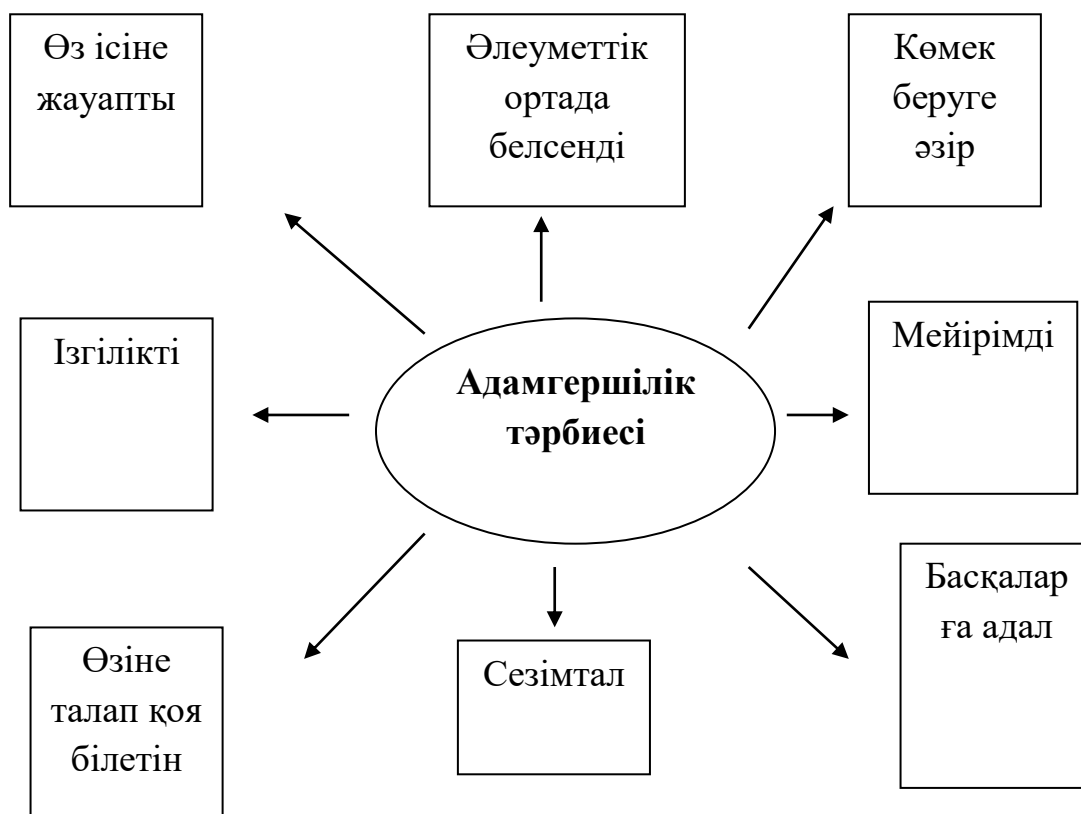 Өз ісіне
жауапты
Әлеуметтік
ортада
белсенді
Көмек
беруге
әзір
Ізгілікті
Адамгершілік
тәрбиесі
Мейірімді
Өзіне
талап қоя
білетін
Сезімтал
Басқалар
ға адал